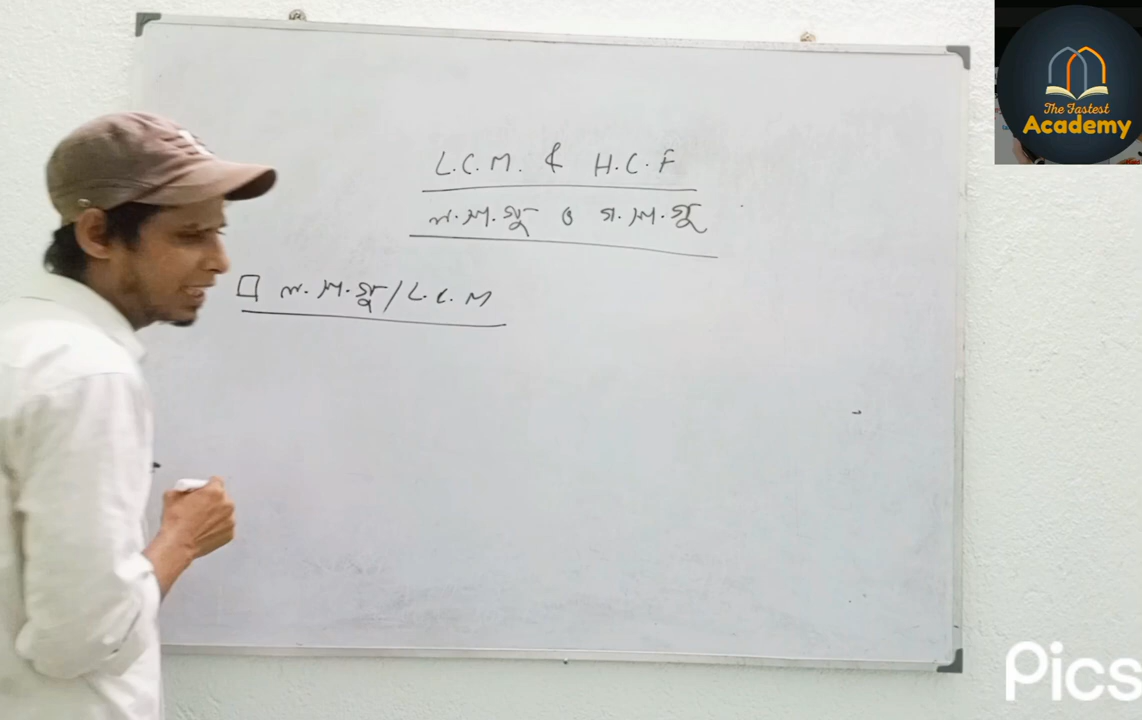 L.C.M. & H.C.F
ল.সা.গু ও গ.সা.গু
ল.সা.গু/L.C.M
The Fastest
Academy
Pics